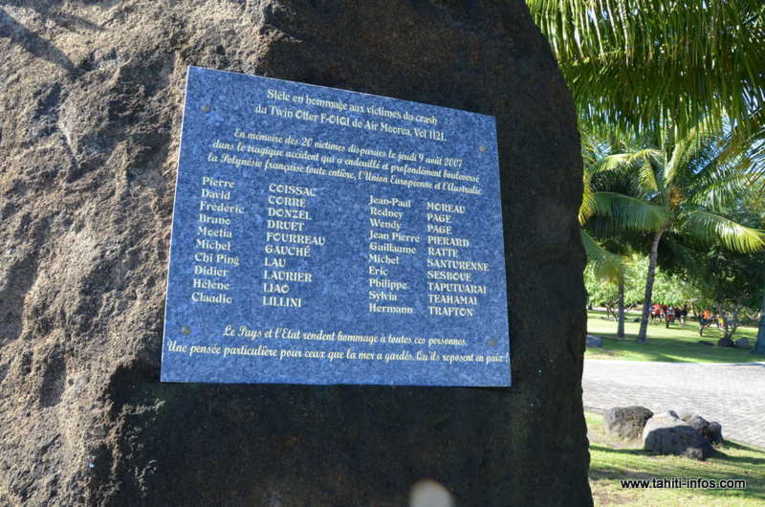 Stèle en hommage aux victimes du crash
du Twin Otter F-OIQI de Air Moorea, Vol 1121.
En mémoire des 20 victimes disparues le jeudi 9 août 2007
dans le tragique accident qui a endeuillé et profondément bouleversé
la Polynésie française toute entière, l'Union Européenne et l'Australie
Pierre COISSAC
David CORRE
Frédéric DONZEL
Bruno DRUET
Moetia FOURREAU
Michel GAUCHÉ
Chi Ping LAU
Didier LAURIER
Hélène LIAO
Claudie LILLINI
Jean-Paul MOREAU
Rodney PAGE
Wendy PAGE
Jean Pierre PIERARD
Guillaume RATTE
Michel SANTURENNE
Eric SESBOUE
Philippe TAPUTUARAI
Sylvia TEAHAMAI
Hermann TRAFTON
Le Pays et l'Etat rendent hommage à toutes ces personnes.
Une pensée particulière pour ceux que la mer a gardés. Qu'ils reposent en paix !
www.tahiti-infos.com